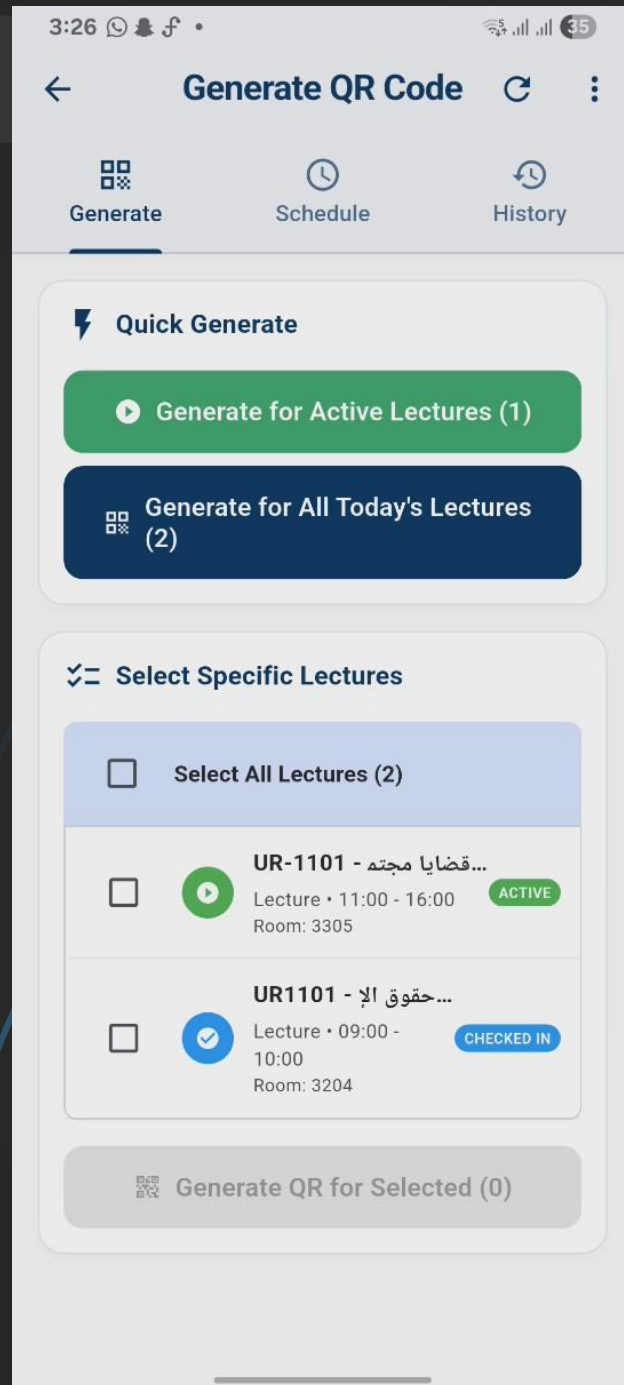 3:26
35
Generate QR Code
Generate
Schedule
History
Quick Generate
Generate for Active Lectures (1)
Generate for All Today's Lectures
(2)
Select Specific Lectures
Select All Lectures (2)
UR-1101 - قضايا مجتمـ...
Lecture • 11:00 - 16:00
ACTIVE
Room: 3305
UR1101 - حقوق الإ...
Lecture • 09:00 -
10:00
CHECKED IN
Room: 3204
Generate QR for Selected (0)